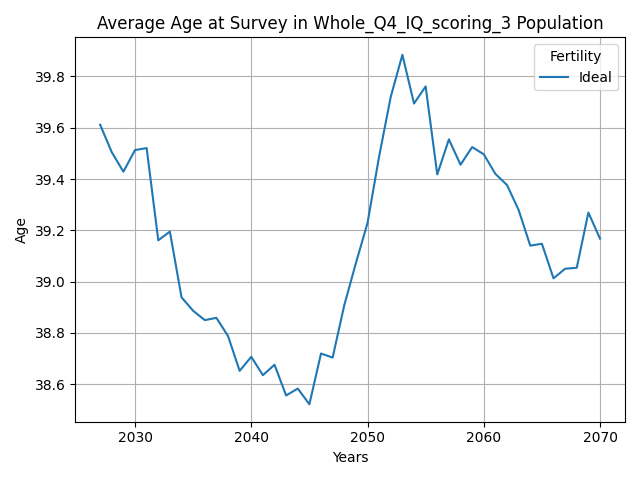 Average Age at Survey in Whole_Q4_IQ_scoring_3 Population
Fertility
Ideal
39.8
39.6
39.4
39.2
39.0
38.8
38.6
Age
2030
2040
2050
2060
2070
Years